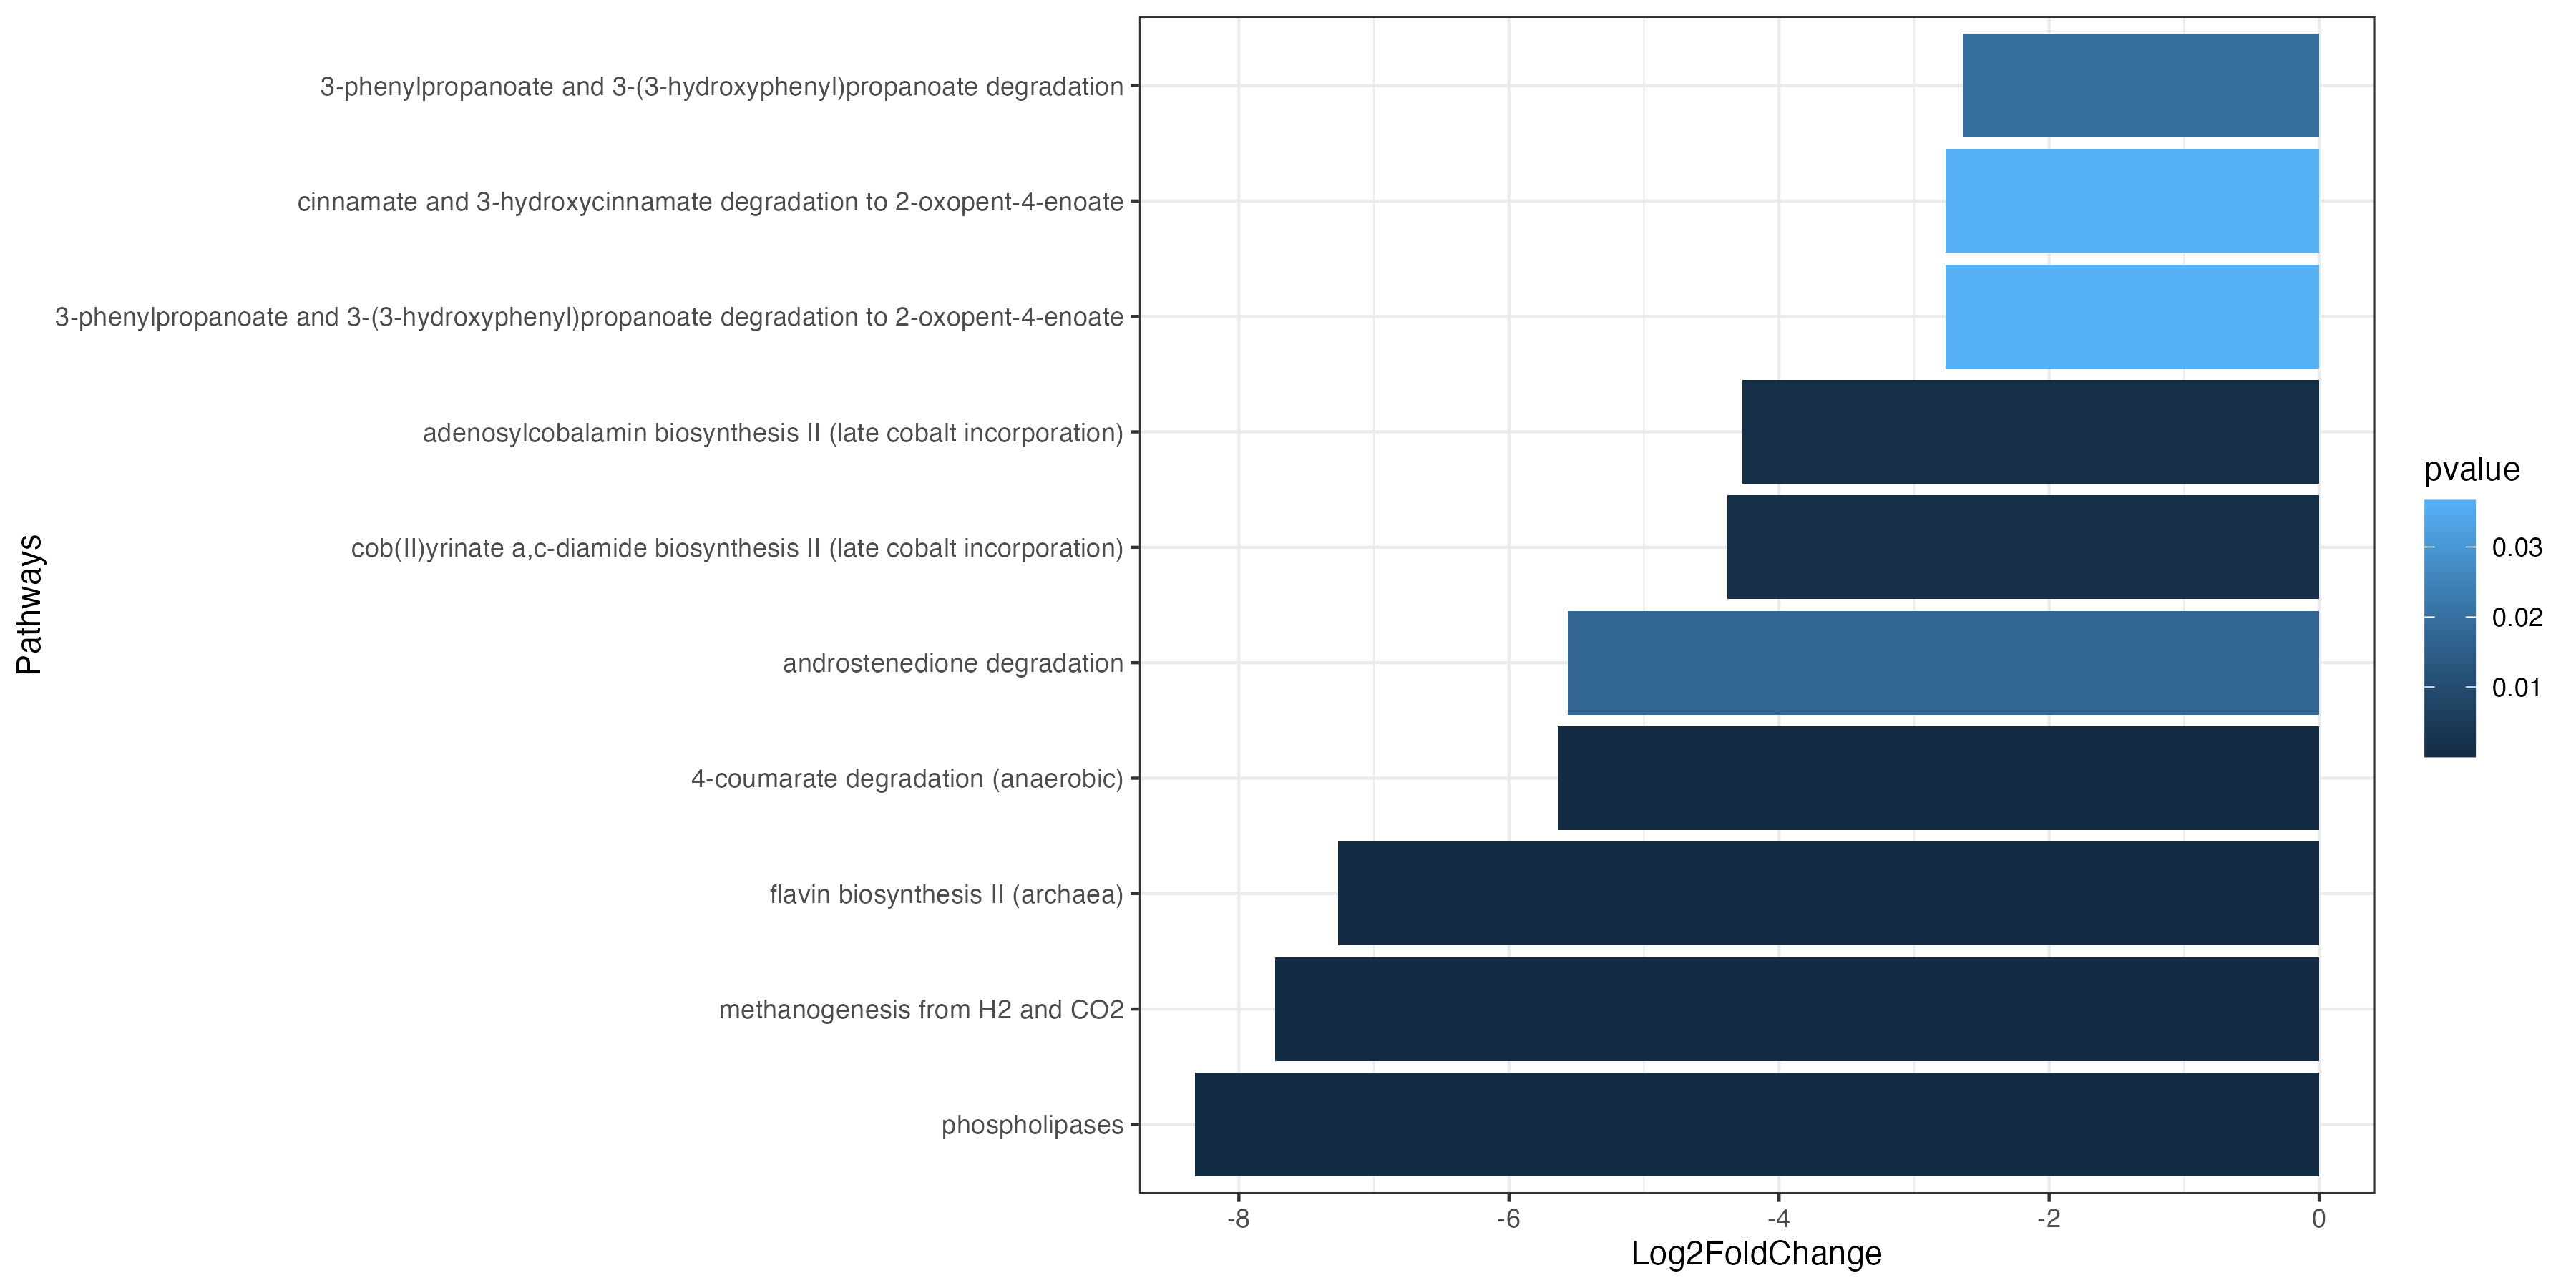 3-phenylpropanoate and 3-(3-hydroxyphenyl)propanoate degradation
cinnamate and 3-hydroxycinnamate degradation to 2-oxopent-4-enoate
3-phenylpropanoate and 3-(3-hydroxyphenyl)propanoate degradation to 2-oxopent-4-enoate
adenosylcobalamin biosynthesis II (late cobalt incorporation)
cob(II)yrinate a,c-diamide biosynthesis II (late cobalt incorporation)
androstenedione degradation
4-coumarate degradation (anaerobic)
flavin biosynthesis II (archaea)
methanogenesis from H2 and CO2
phospholipases
Pathways
-8 -6 -4 -2 0
Log2FoldChange
pvalue
0.03
0.02
0.01